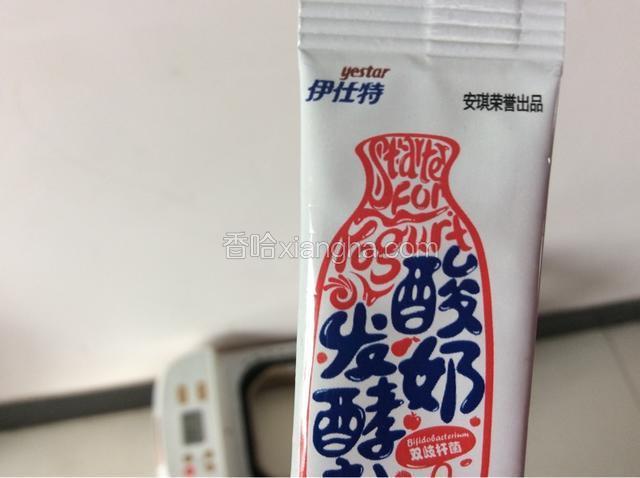 yestar
伊仕特
安琪荣誉出品
Starter
For
Yogurt
香哈xiangha.com
酸奶
发酵
Bifidobacterium
双歧杆菌